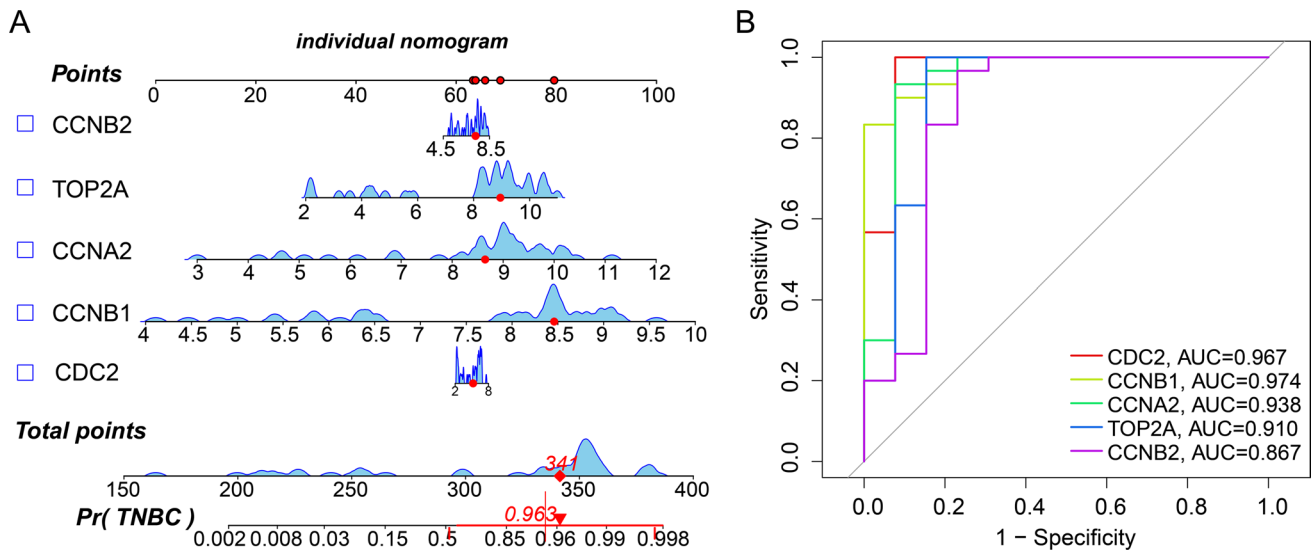 A
individual nomogram
Points
0 20 40 60 80 100
CCNB2
4.5 8.5
TOP2A
2 4 6 8 10
CCNA2
3 4 5 6 7 8 9 10 11 12
CCNB1
4 4.5 5 5.5 6 6.5 7 7.5 8 8.5 9 9.5 10
CDC2
2 8
Total points
341
150 200 250 300 350 400
Pr( TNBC )
0.963
0.002 0.008 0.03 0.15 0.5 0.85 0.96 0.99 0.998
B
Sensitivity
1.0
0.8
0.6
0.4
0.2
0.0
CDC2, AUC=0.967
CCNB1, AUC=0.974
CCNA2, AUC=0.938
TOP2A, AUC=0.910
CCNB2, AUC=0.867
0.0 0.2 0.4 0.6 0.8 1.0
1 − Specificity